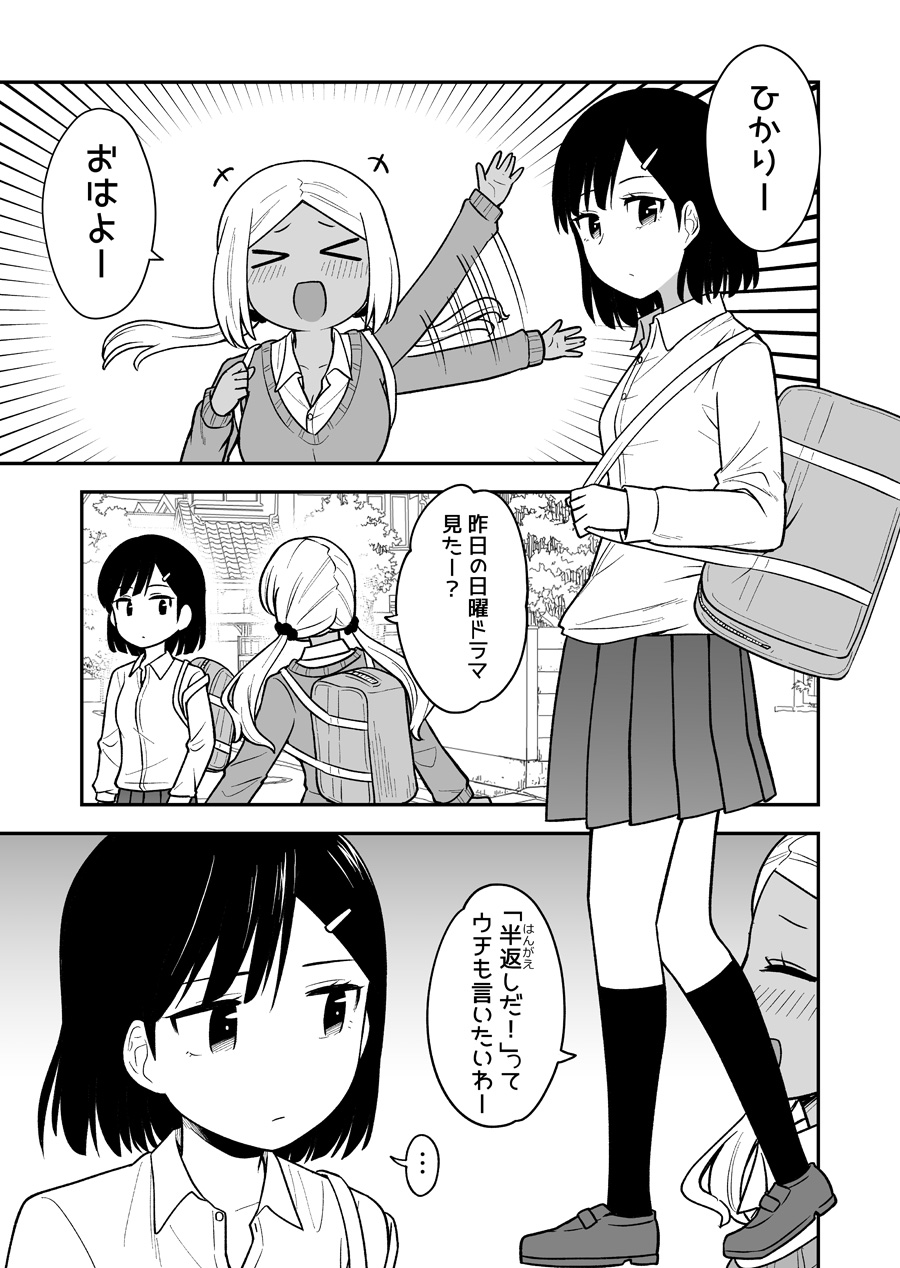 ひかりー
おはよー
昨日の日曜ドラマ
見たー？
「半返しだ！」って
はんがえ
ウチも言いたいわー
…